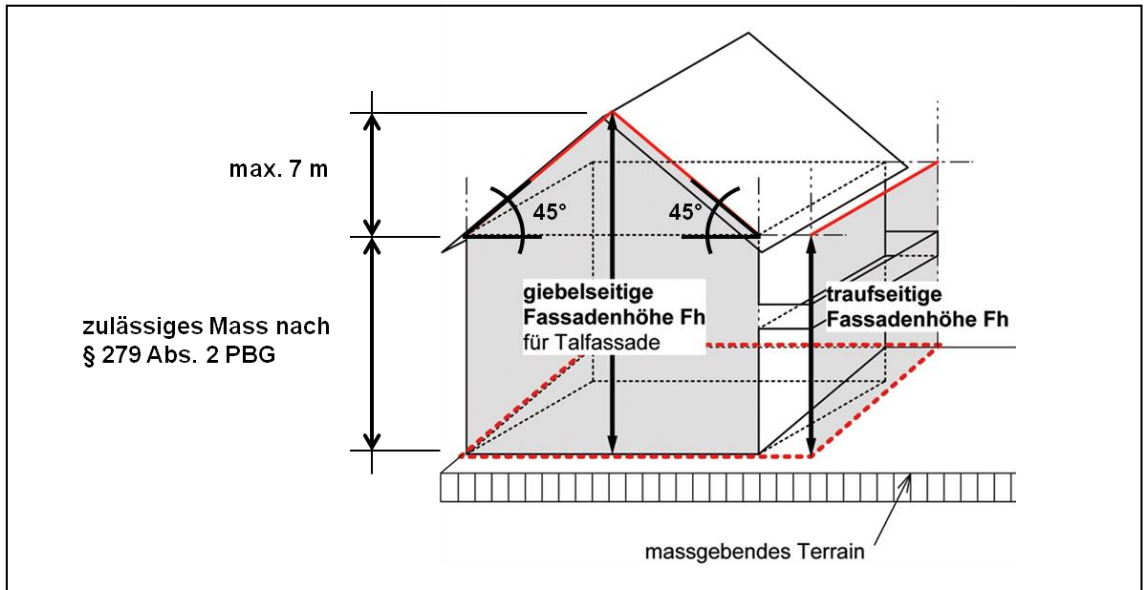 max. 7 m
45°
45°
zulässiges Mass nach
§ 279 Abs. 2 PBG
giebelseitige
Fassadenhöhe Fh
für Talfassade
traufseitige
Fassadenhöhe Fh
massgebendes Terrain